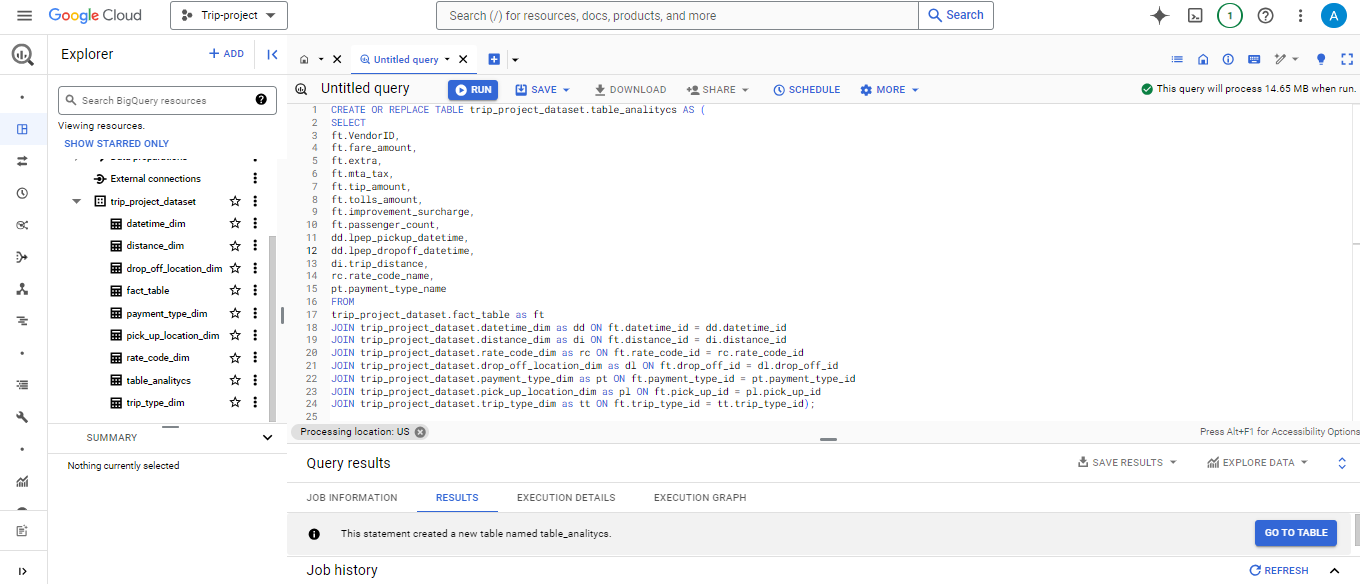 Google Cloud
Trip-project
Search (/) for resources, docs, products, and more
Search
1
A
Explorer
+ ADD
Untitled query
Search BigQuery resources
Viewing resources.
SHOW STARRED ONLY
Data preparations
External connections
trip_project_dataset
datetime_dim
distance_dim
drop_off_location_dim
fact_table
payment_type_dim
pick_up_location_dim
rate_code_dim
table_analitycs
trip_type_dim
SUMMARY
Nothing currently selected
Untitled query
RUN
SAVE
DOWNLOAD
SHARE
SCHEDULE
MORE
This query will process 14.65 MB when run.
1 CREATE OR REPLACE TABLE trip_project_dataset.table_analitycs AS (
2 SELECT
3 ft.VendorID,
4 ft.fare_amount,
5 ft.extra,
6 ft.mta_tax,
7 ft.tip_amount,
8 ft.tolls_amount,
9 ft.improvement_surcharge,
10 ft.passenger_count,
11 dd.lpep_pickup_datetime,
12 dd.lpep_dropoff_datetime,
13 di.trip_distance,
14 rc.rate_code_name,
15 pt.payment_type_name
16 FROM
17 trip_project_dataset.fact_table as ft
18 JOIN trip_project_dataset.datetime_dim as dd ON ft.datetime_id = dd.datetime_id
19 JOIN trip_project_dataset.distance_dim as di ON ft.distance_id = di.distance_id
20 JOIN trip_project_dataset.rate_code_dim as rc ON ft.rate_code_id = rc.rate_code_id
21 JOIN trip_project_dataset.drop_off_location_dim as dl ON ft.drop_off_id = dl.drop_off_id
22 JOIN trip_project_dataset.payment_type_dim as pt ON ft.payment_type_id = pt.payment_type_id
23 JOIN trip_project_dataset.pick_up_location_dim as pl ON ft.pick_up_id = pl.pick_up_id
24 JOIN trip_project_dataset.trip_type_dim as tt ON ft.trip_type_id = tt.trip_type_id);
25
Processing location: US
Press Alt+F1 for Accessibility Options
Query results
SAVE RESULTS
EXPLORE DATA
JOB INFORMATION
RESULTS
EXECUTION DETAILS
EXECUTION GRAPH
This statement created a new table named table_analitycs.
GO TO TABLE
Job history
REFRESH